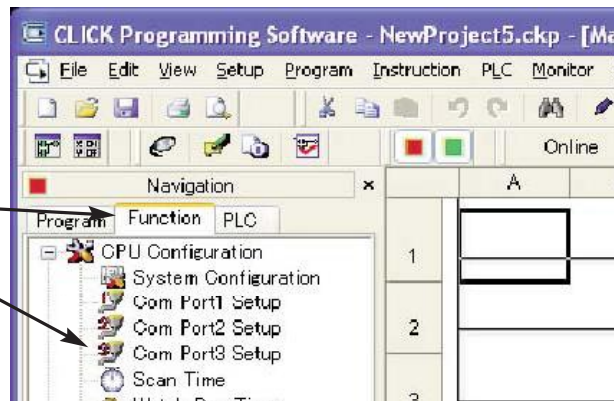 CLICK Programming Software - NewProject5.ckp - [Ma
File Edit View Setup Program Instruction PLC Monitor
Online
Navigation
A
Program Function PLC
CPU Configuration
1
System Configuration
Com Port1 Setup
Com Port2 Setup
2
Com Port3 Setup
Scan Time
3